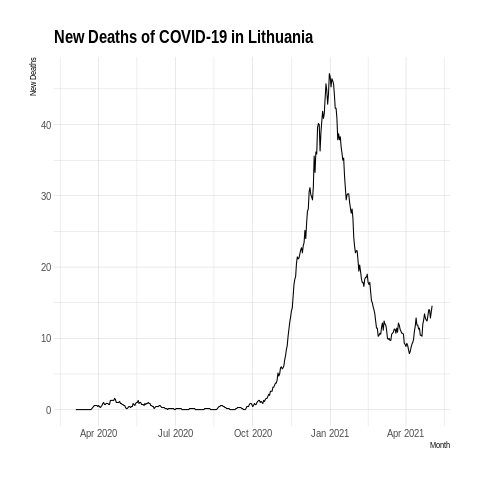 New Deaths of COVID-19 in Lithuania
New Deaths
40
30
20
10
0
Apr 2020 Jul 2020 Oct 2020 Jan 2021 Apr 2021
Month